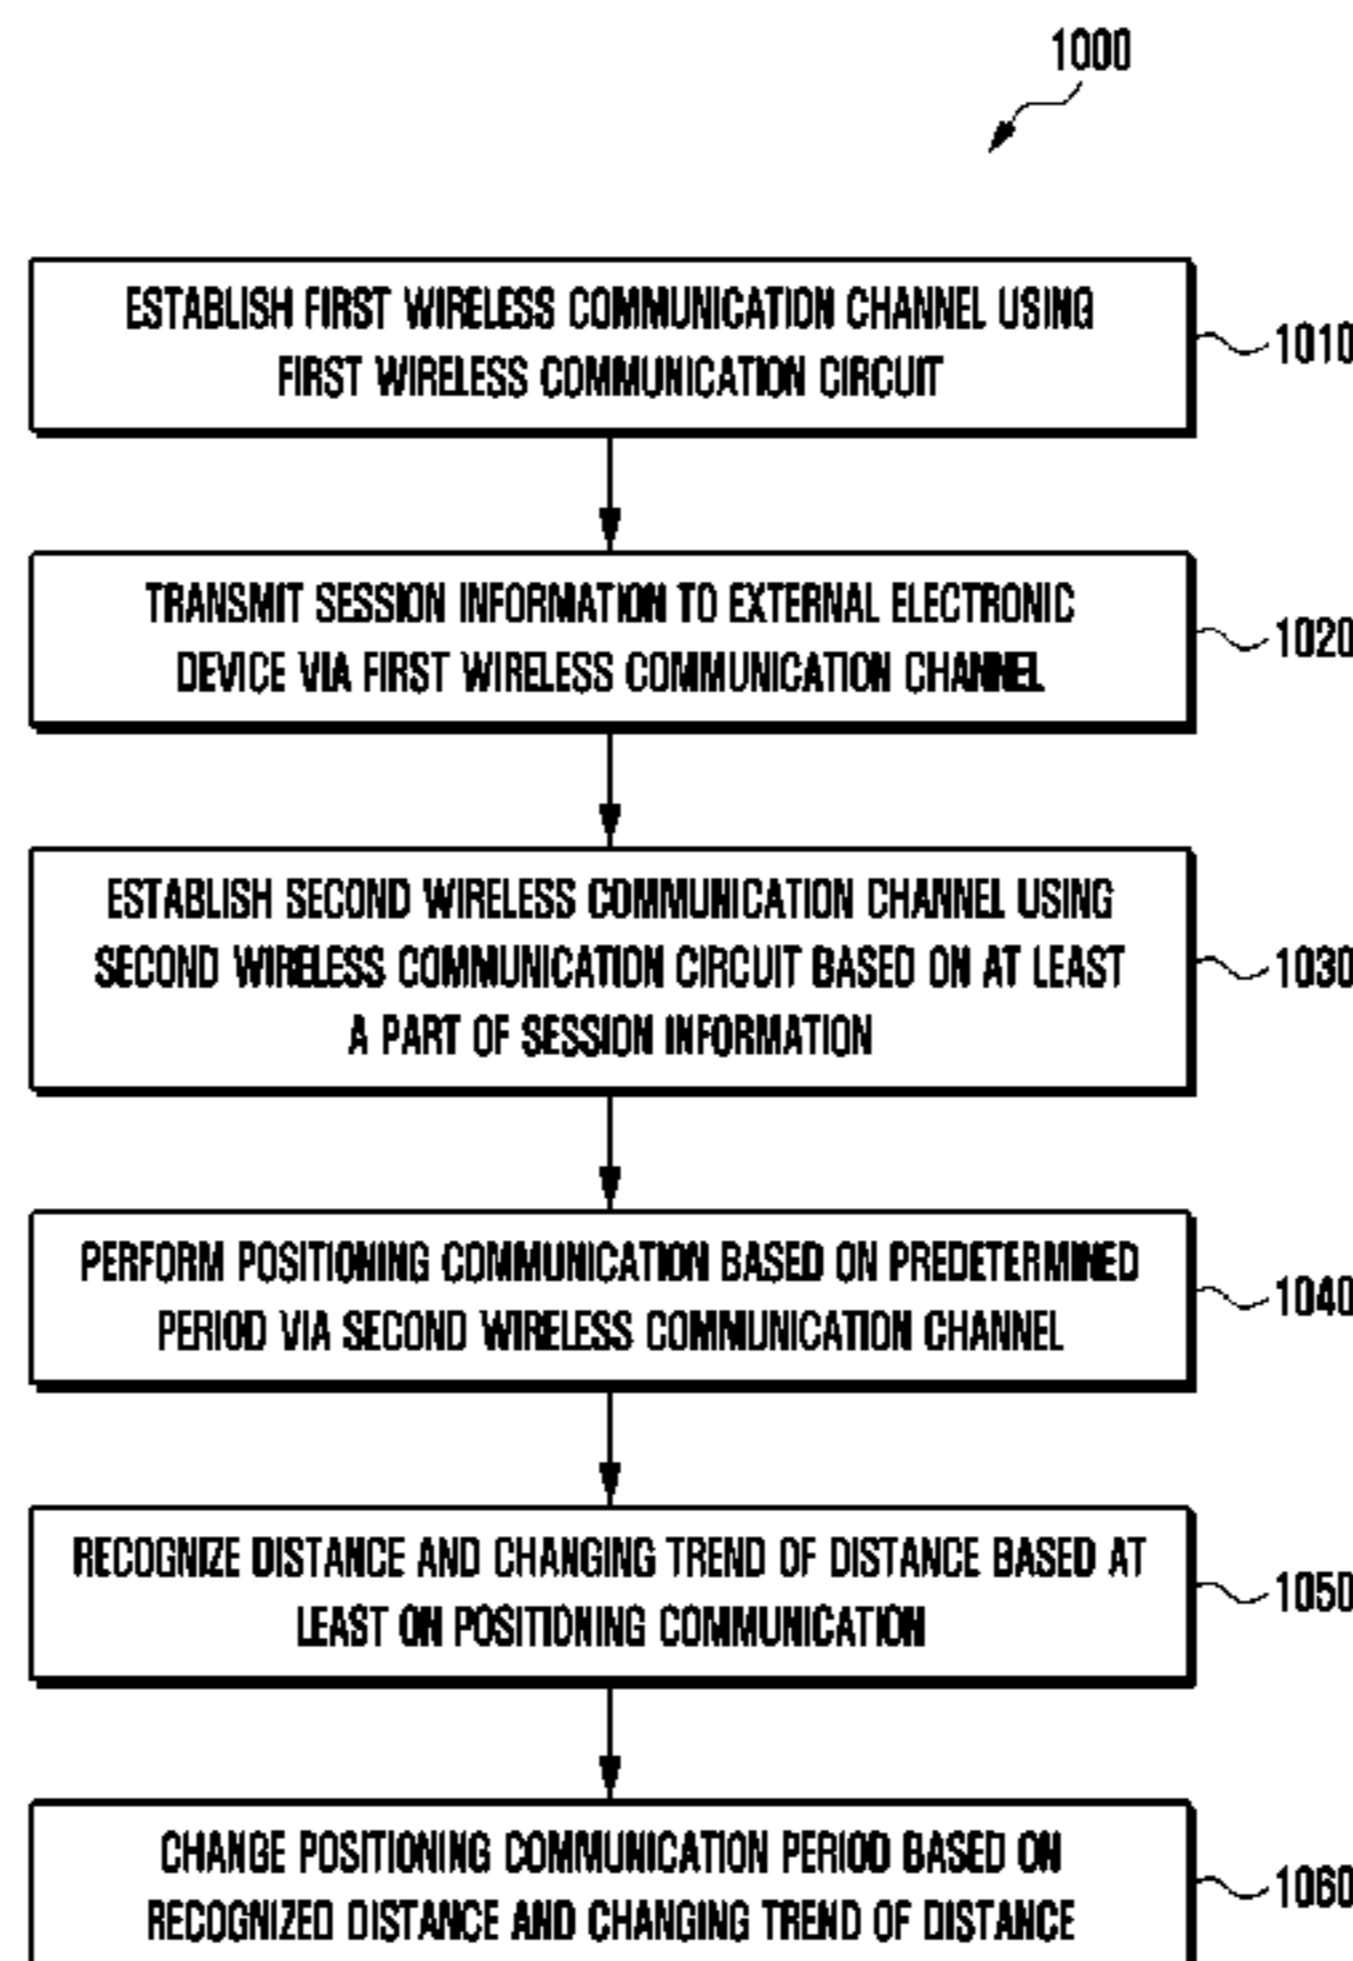 1000
ESTABLISH FIRST WIRELESS COMMUNICATION CHANNEL USING
FIRST WIRELESS COMMUNICATION CIRCUIT
1010
TRANSMIT SESSION INFORMATION TO EXTERNAL ELECTRONIC
DEVICE VIA FIRST WIRELESS COMMUNICATION CHANNEL
1020
ESTABLISH SECOND WIRELESS COMMUNICATION CHANNEL USING
SECOND WIRELESS COMMUNICATION CIRCUIT BASED ON AT LEAST
A PART OF SESSION INFORMATION
1030
PERFORM POSITIONING COMMUNICATION BASED ON PREDETERMINED
PERIOD VIA SECOND WIRELESS COMMUNICATION CHANNEL
1040
RECOGNIZE DISTANCE AND CHANGING TREND OF DISTANCE BASED AT
LEAST ON POSITIONING COMMUNICATION
1050
CHANGE POSITIONING COMMUNICATION PERIOD BASED ON
RECOGNIZED DISTANCE AND CHANGING TREND OF DISTANCE
1060